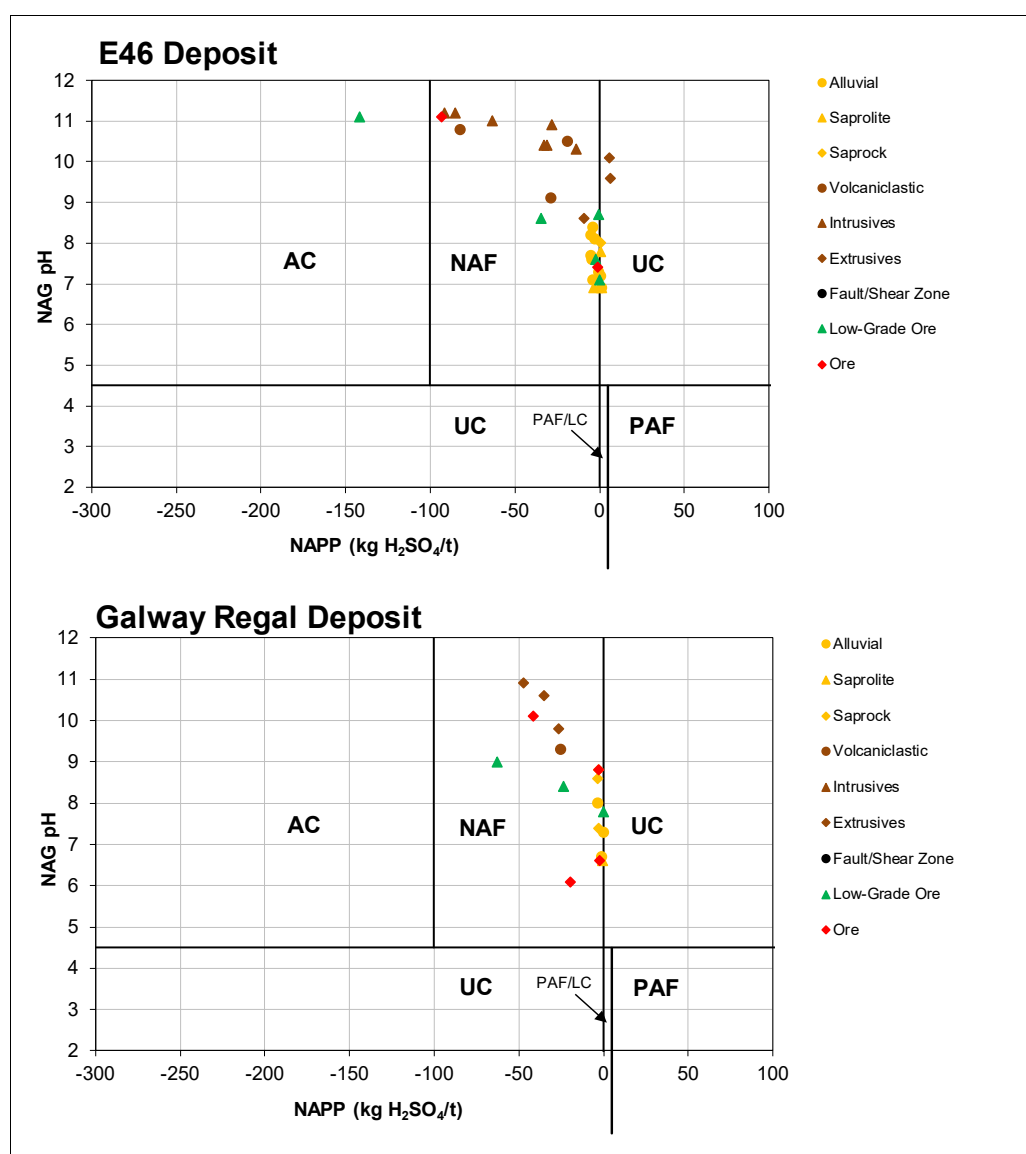 E46 Deposit
12
11
10
9
8
7
6
5
4
3
2
NAG pH
AC
NAF
UC
UC
PAF/LC
PAF
-300 -250 -200 -150 -100 -50 0 50 100
NAPP (kg H₂SO₄/t)
Alluvial
Saprolite
Saprock
Volcaniclastic
Intrusives
Extrusives
Fault/Shear Zone
Low-Grade Ore
Ore
Galway Regal Deposit
12
11
10
9
8
7
6
5
4
3
2
NAG pH
AC
NAF
UC
UC
PAF/LC
PAF
-300 -250 -200 -150 -100 -50 0 50 100
NAPP (kg H₂SO₄/t)
Alluvial
Saprolite
Saprock
Volcaniclastic
Intrusives
Extrusives
Fault/Shear Zone
Low-Grade Ore
Ore